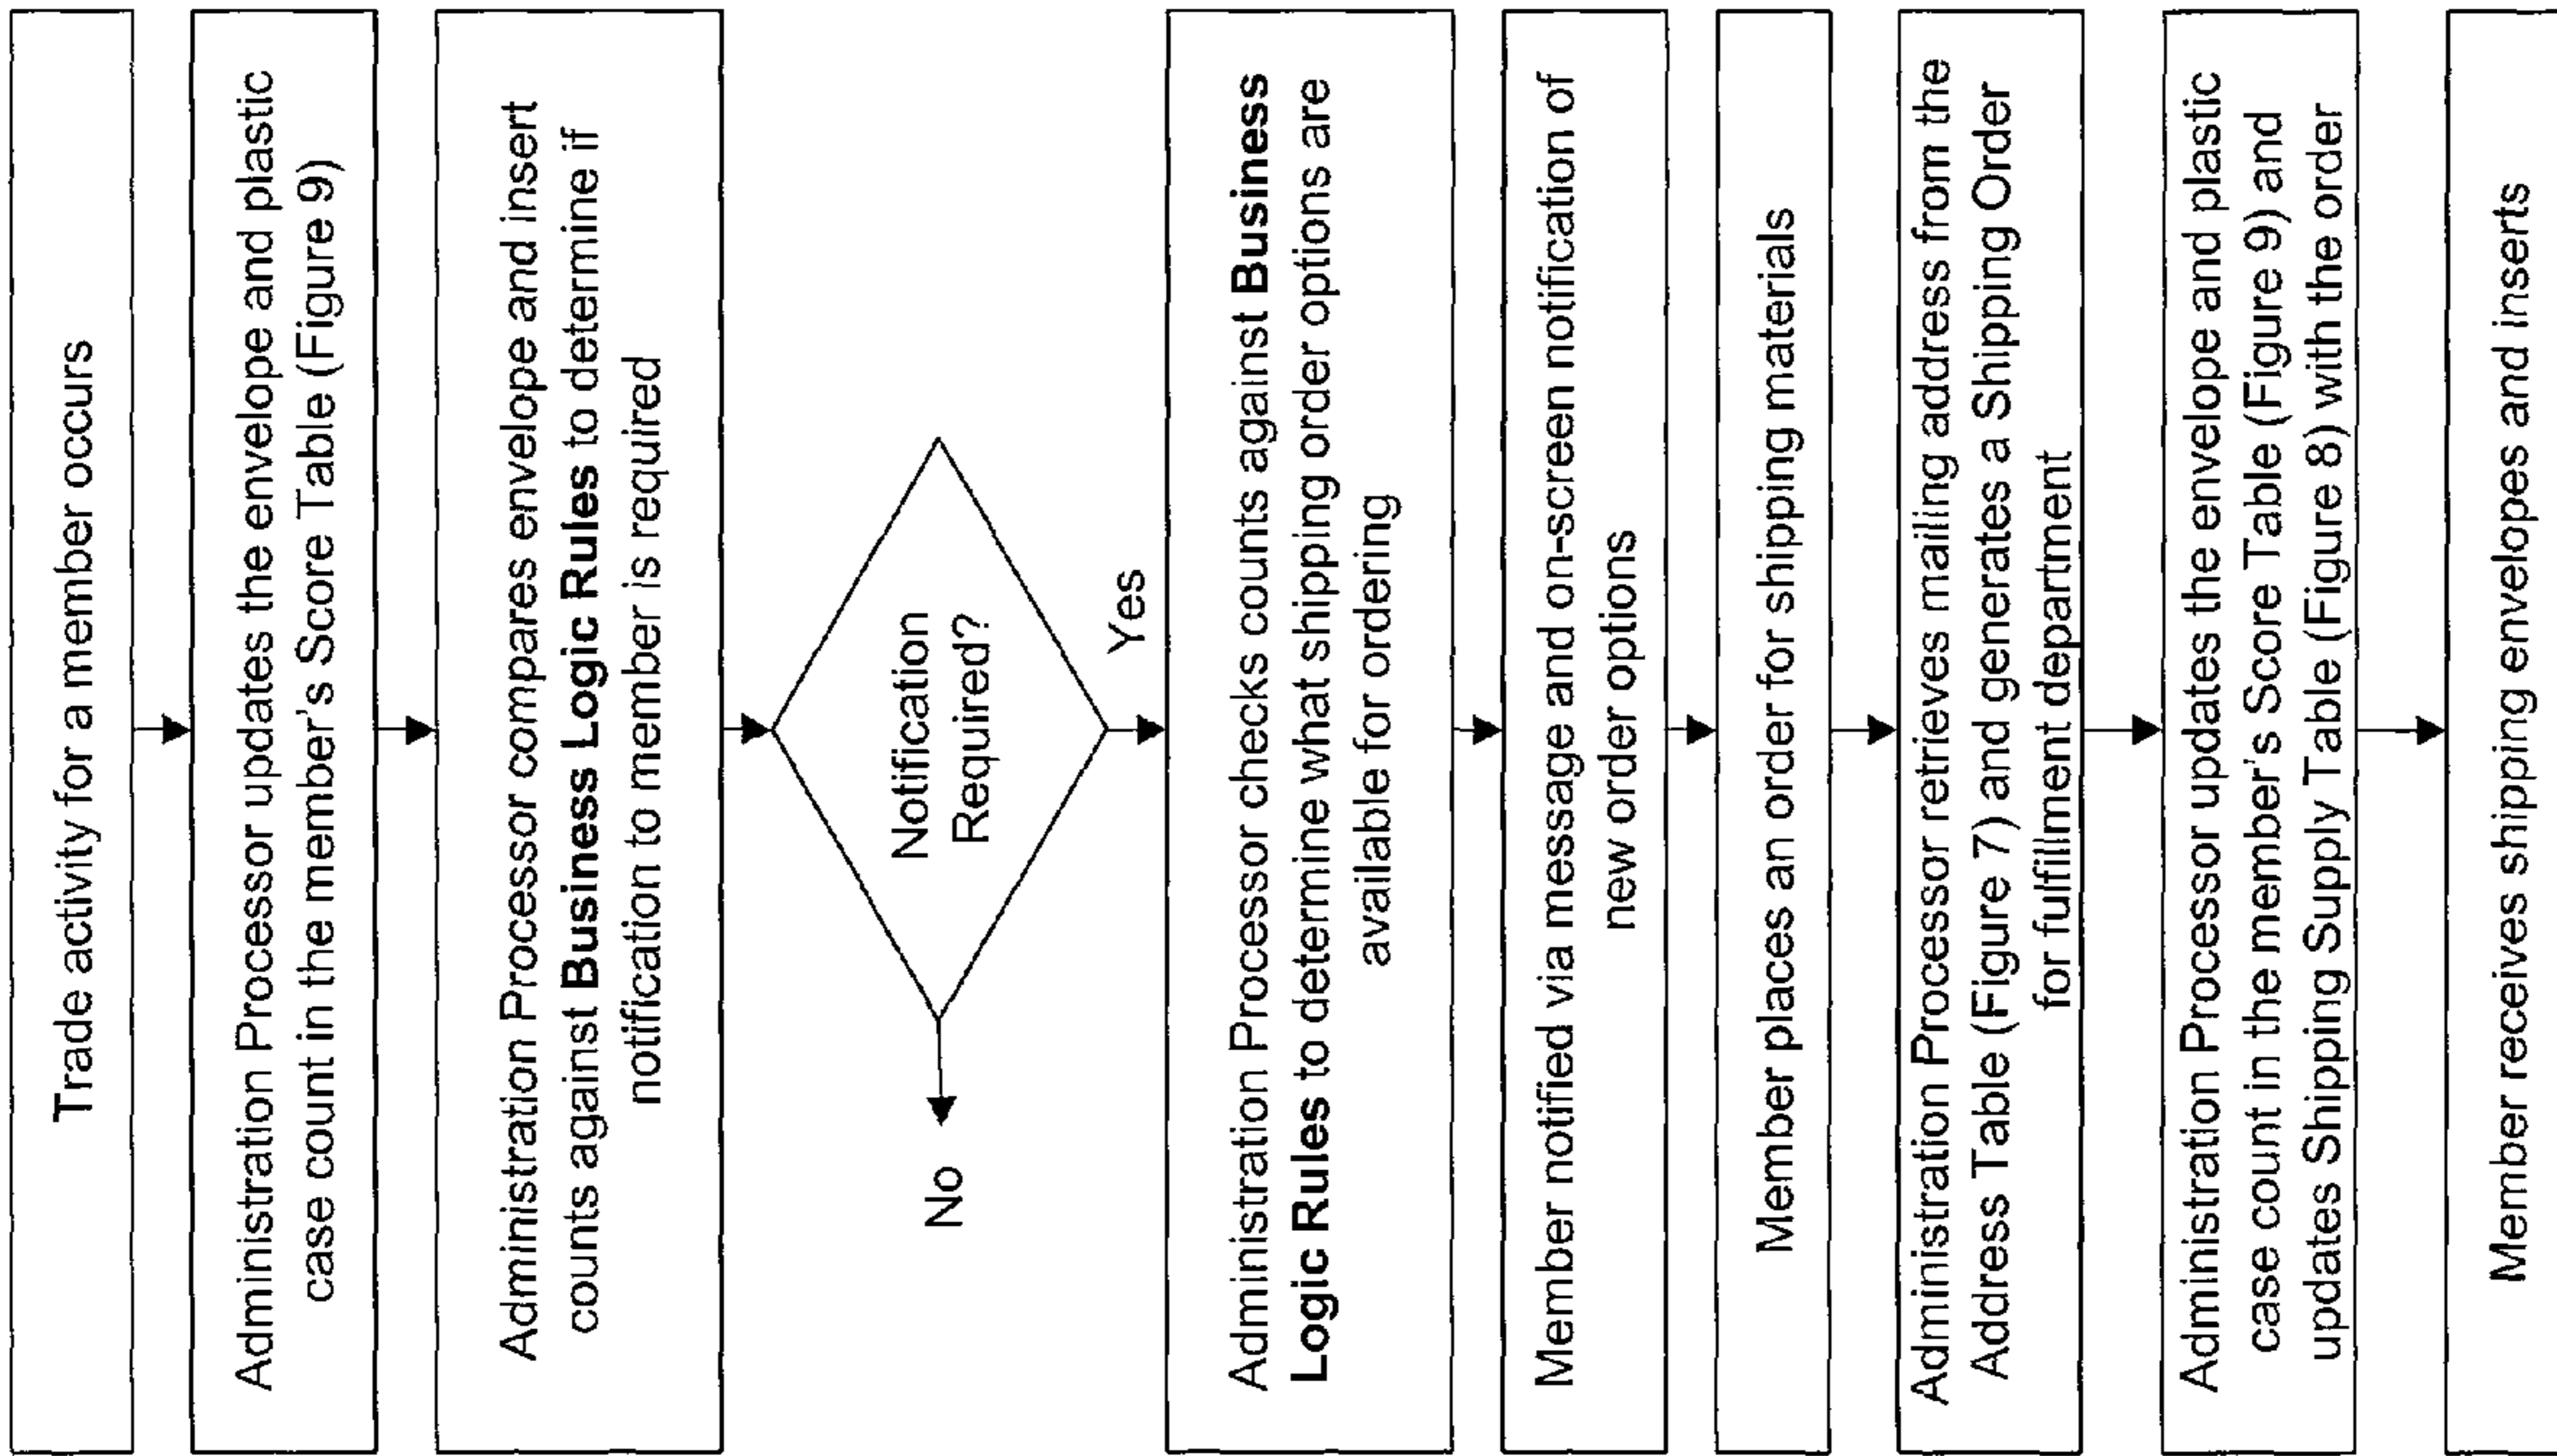 Trade activity for a member occurs
Administration Processor updates the envelope and plastic
case count in the member's Score Table (Figure 9)
Administration Processor compares envelope and insert
counts against Business Logic Rules to determine if
notification to member is required
Notification
Required?
No
Yes
Administration Processor checks counts against Business
Logic Rules to determine what shipping order options are
available for ordering
Member notified via message and on-screen notification of
new order options
Member places an order for shipping materials
Administration Processor retrieves mailing address from the
Address Table (Figure 7) and generates a Shipping Order
for fulfillment department
Administration Processor updates the envelope and plastic
case count in the member's Score Table (Figure 9) and
updates Shipping Supply Table (Figure 8) with the order
Member receives shipping envelopes and inserts